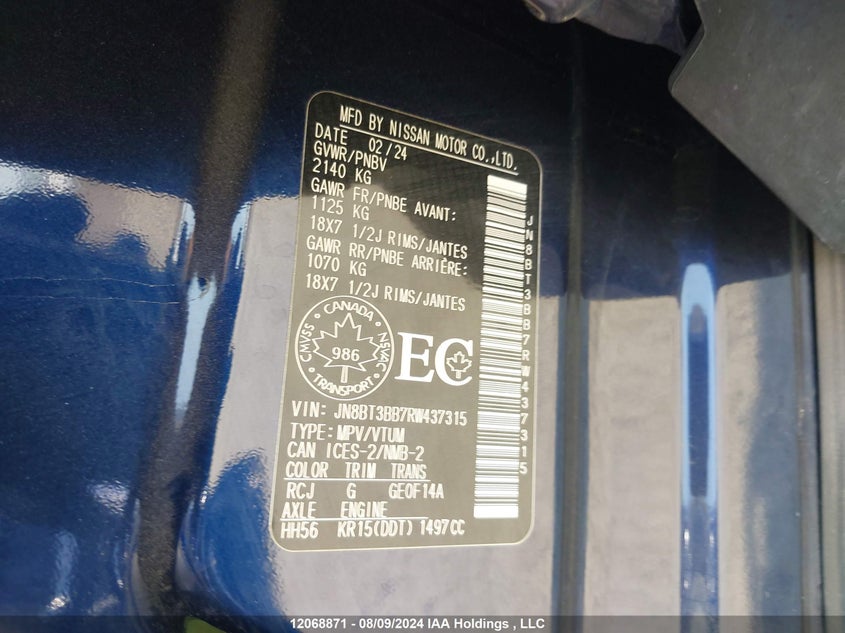 MFD BY NISSAN MOTOR CO.,LTD.
DATE 02/24
GVWR/PNBV
2140 KG
GAWR FR/PNBE AVANT:
1125 KG
18X7 1/2J RIMS/JANTES
GAWR RR/PNBE ARRIÈRE:
1070 KG
18X7 1/2J RIMS/JANTES
CANADA
CMVSS
NSVAC
986
TRANSPORT
EC
VIN: JN8BT3BB7RW437315
JN8BT3BB7RW437315
TYPE: MPV/VTUM
CAN ICES-2/NMB-2
COLOR TRIM TRANS
RCJ G GE0F14A
AXLE ENGINE
HH56 KR15(DDT) 1497CC
12068871 - 08/09/2024 IAA Holdings , LLC